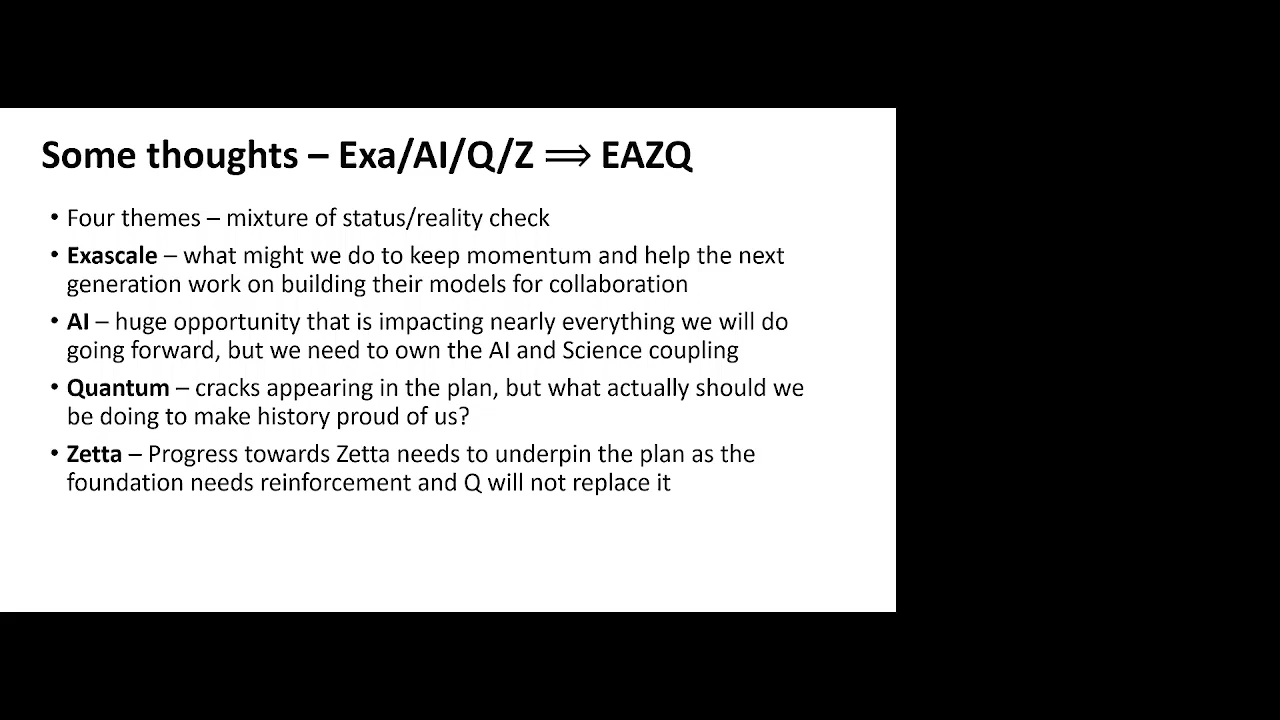 Some thoughts – Exa/AI/Q/Z ⟹ EAZQ
• Four themes – mixture of status/reality check
• Exascale – what might we do to keep momentum and help the next
generation work on building their models for collaboration
• AI – huge opportunity that is impacting nearly everything we will do
going forward, but we need to own the AI and Science coupling
• Quantum – cracks appearing in the plan, but what actually should we
be doing to make history proud of us?
• Zetta – Progress towards Zetta needs to underpin the plan as the
foundation needs reinforcement and Q will not replace it